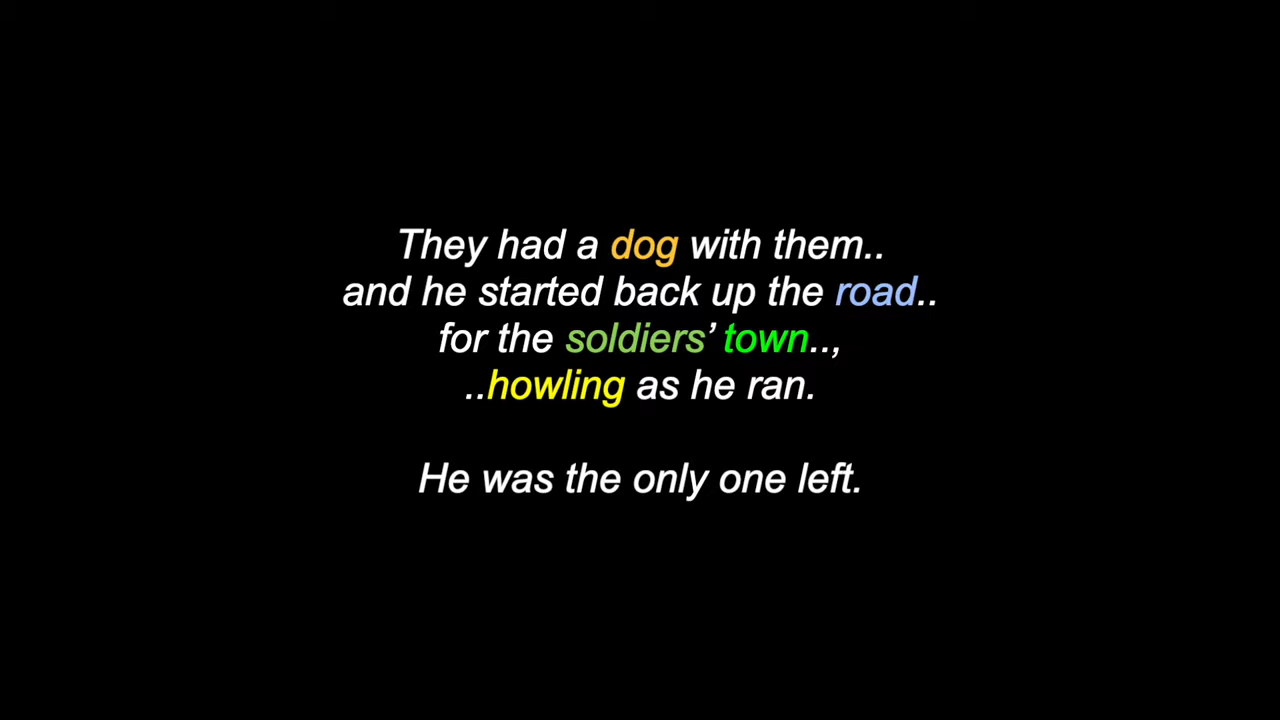 They had a dog with them..
and he started back up the road..
for the soldiers’ town..,
..howling as he ran.
He was the only one left.